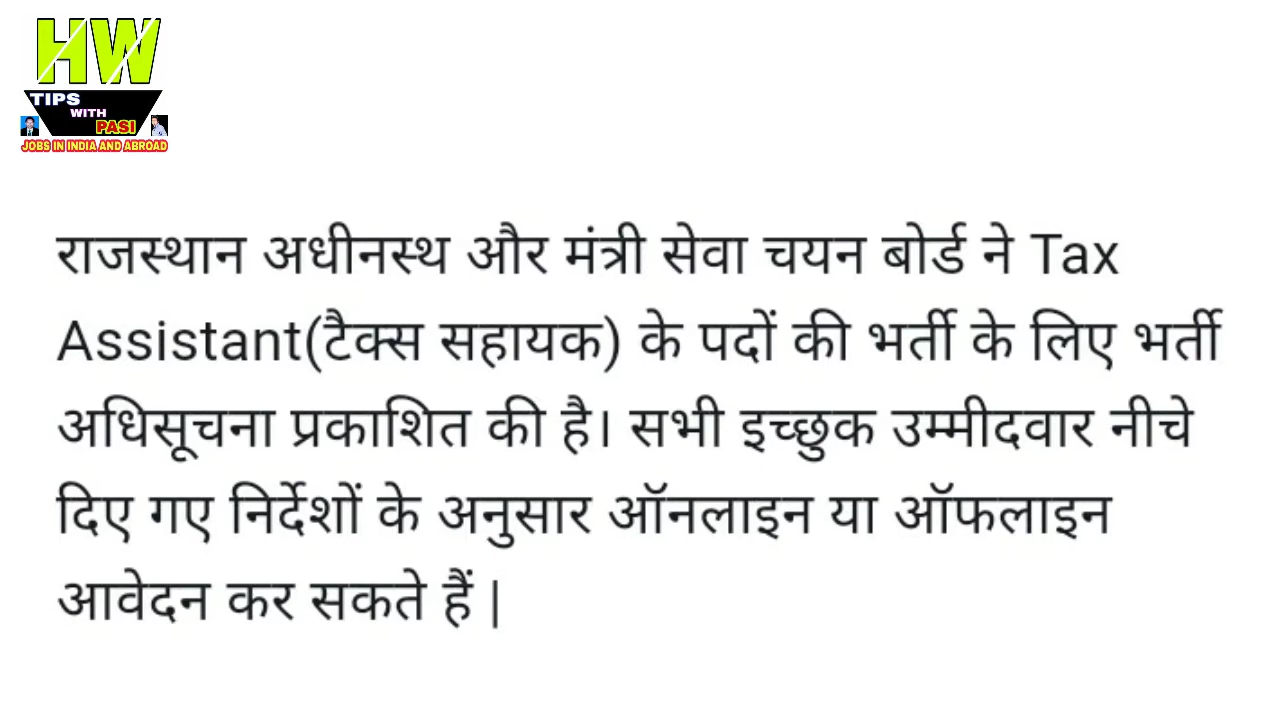 HW
TIPS
WITH
PASI
JOBS IN INDIA AND ABROAD
राजस्थान अधीनस्थ और मंत्री सेवा चयन बोर्ड ने Tax
Assistant(टैक्स सहायक) के पदों की भर्ती के लिए भर्ती
अधिसूचना प्रकाशित की है। सभी इच्छुक उम्मीदवार नीचे
दिए गए निर्देशों के अनुसार ऑनलाइन या ऑफलाइन
आवेदन कर सकते हैं |